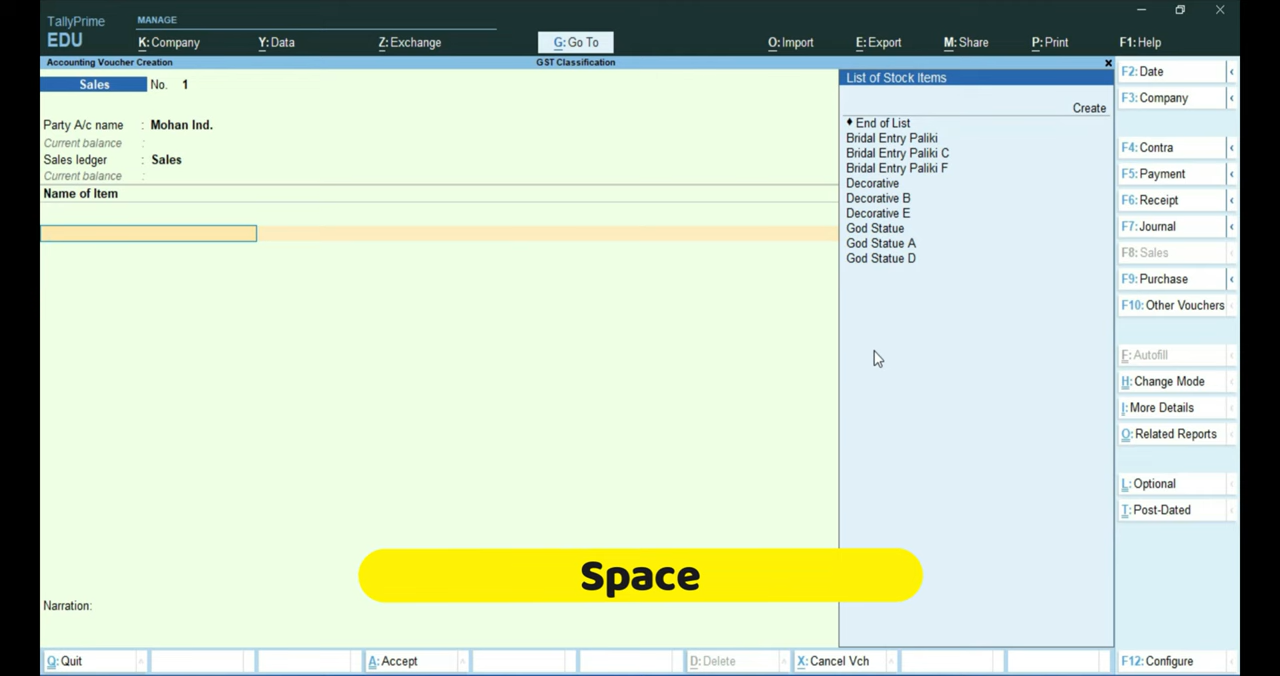 TallyPrime
EDU
MANAGE
K: Company
Y: Data
Z: Exchange
G: Go To
O: Import
E: Export
M: Share
P: Print
F1: Help
Accounting Voucher Creation
GST Classification
Sales No. 1
Party A/c name : Mohan Ind.
Current balance :
Sales ledger : Sales
Current balance :
Name of Item
List of Stock Items
Create
♦ End of List
Bridal Entry Paliki
Bridal Entry Paliki C
Bridal Entry Paliki F
Decorative
Decorative B
Decorative E
God Statue
God Statue A
God Statue D
F2: Date
F3: Company
F4: Contra
F5: Payment
F6: Receipt
F7: Journal
F8: Sales
F9: Purchase
F10: Other Vouchers
F: Autofill
H: Change Mode
I: More Details
O: Related Reports
L: Optional
T: Post-Dated
Space
Narration:
Q: Quit
A: Accept
D: Delete
X: Cancel Vch
F12: Configure